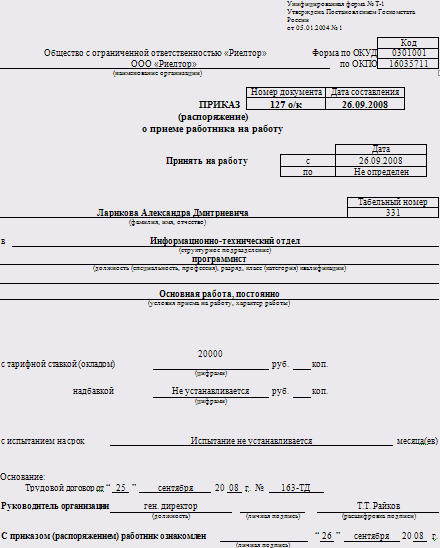 Унифицированная форма № Т-1
Утверждена Постановлением Госкомстата
России
от 05.01.2004 № 1
Код
Общество с ограниченной ответственностью «Риелтор» Форма по ОКУД 0301001
ООО «Риелтор» по ОКПО 16035711
(наименование организации)
Номер документа Дата составления
ПРИКАЗ 127 о/к 26.09.2008
(распоряжение)
о приеме работника на работу
Дата
Принять на работу с 26.09.2008
по Не определен
Табельный номер
Ларикова Александра Дмитриевича 331
(фамилия, имя, отчество)
в Информационно-технический отдел
(структурное подразделение)
программист
(должность (специальность, профессия), разряд, класс (категория) квалификации)
Основная работа, постоянно
(условия приема на работу, характер работы)
20000
с тарифной ставкой (окладом) руб. коп.
(цифрами)
надбавкой Не устанавливается руб. коп.
(цифрами)
с испытанием на срок Испытание не устанавливается месяца(ев)
Основание:
Трудовой договор от “ 25 ” сентября 20 08 г. № 163-ТД
Руководитель организации ген. директор Т.Т. Райков
(должность) (личная подпись) (расшифровка подписи)
С приказом (распоряжением) работник ознакомлен “ 26 ” сентября 20 08 г.
(личная подпись)